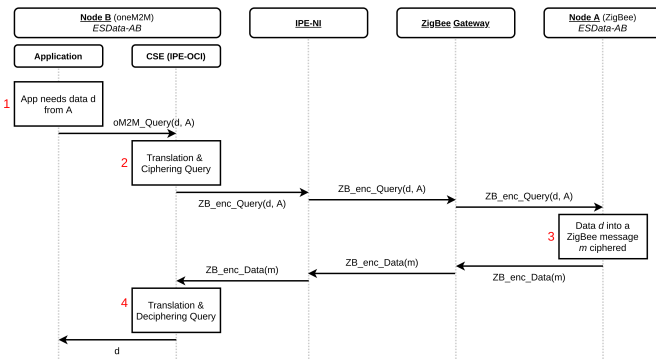 Node B (oneM2M)
ESData-AB
IPE-NI
ZigBee Gateway
Node A (ZigBee)
ESData-AB
Application
CSE (IPE-OCI)
1
App needs data d
from A
oM2M_Query(d, A)
2
Translation &
Ciphering Query
ZB_enc_Query(d, A)
ZB_enc_Query(d, A)
ZB_enc_Query(d, A)
3
Data d into a
ZigBee message
m ciphered
ZB_enc_Data(m)
ZB_enc_Data(m)
ZB_enc_Data(m)
4
Translation &
Deciphering Query
d